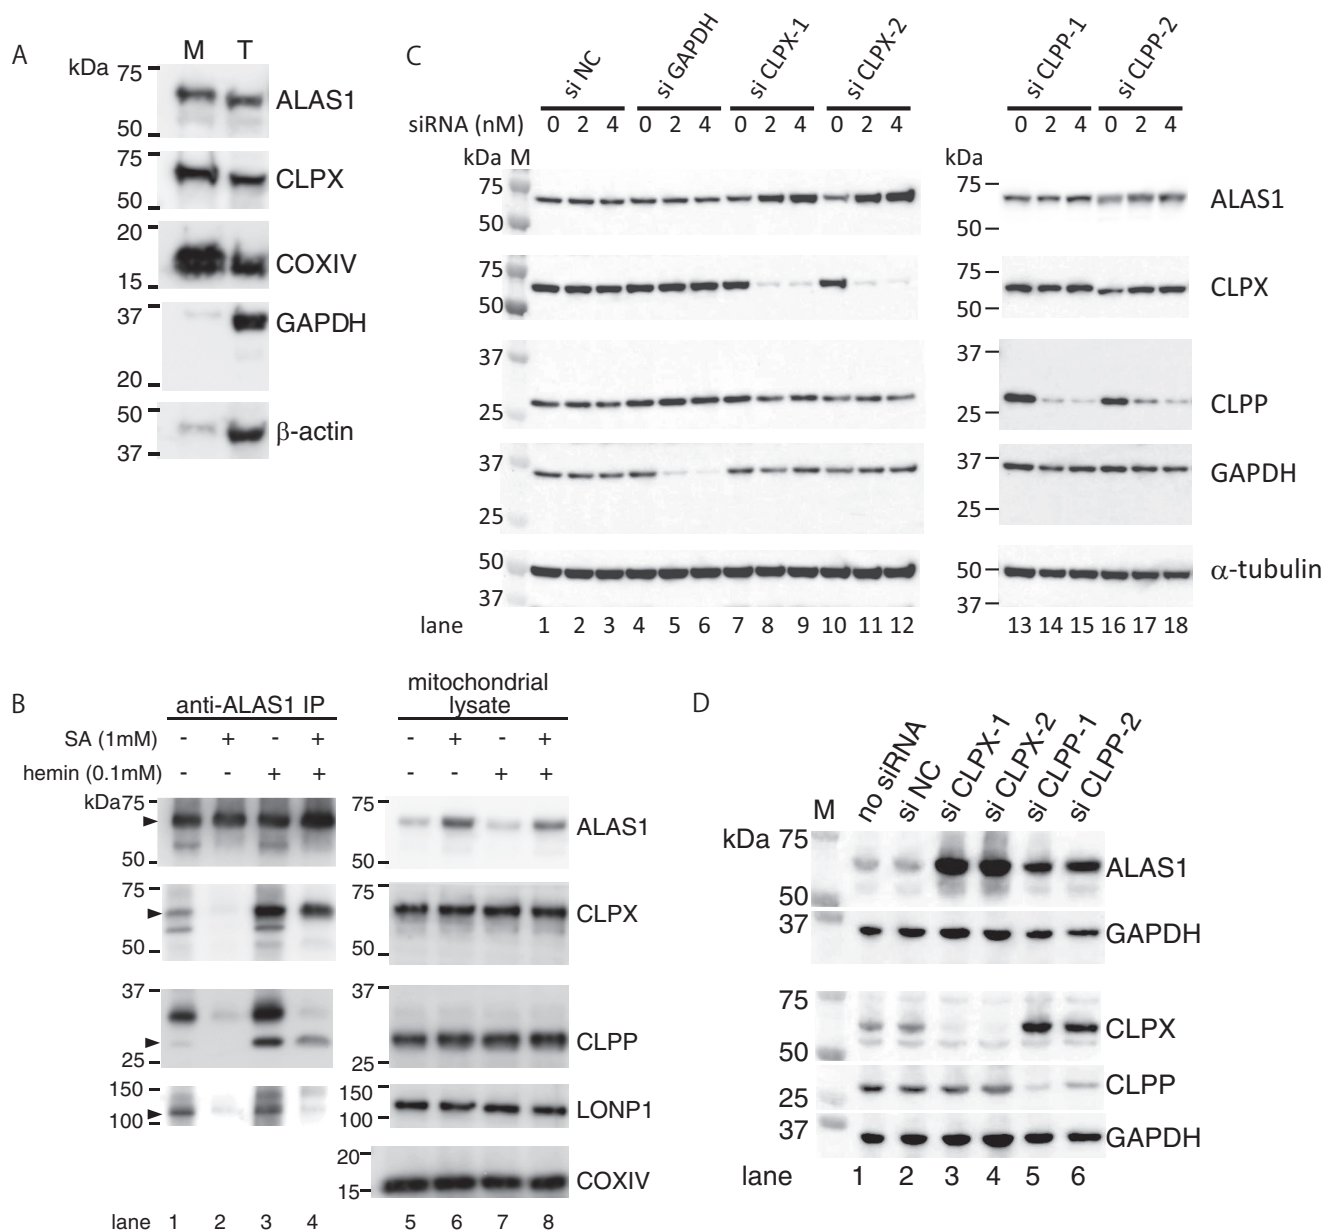 A
M T
kDa 75
50
ALAS1
75
50
CLPX
20
15
COXIV
37
20
GAPDH
50
37
β-actin
C
si NC si GAPDH si CLPX-1 si CLPX-2 si CLPP-1 si CLPP-2
siRNA (nM) 0 2 4 0 2 4 0 2 4 0 2 4 0 2 4 0 2 4
kDa M kDa
75 75 ALAS1
50 50
75 75 CLPX
50 50
37 37
25 25 CLPP
37 37 GAPDH
25 25
50 50 α-tubulin
37 37
lane 1 2 3 4 5 6 7 8 9 10 11 12 13 14 15 16 17 18
B
anti-ALAS1 IP mitochondrial
lysate
SA (1mM) - + - + - + - +
hemin (0.1mM) - - + + - - + +
kDa 75 75
ALAS1
50 50
75 75
CLPX
50 50
37 37
CLPP
25 25
150 150
LONP1
100 100
20
COXIV
15
lane 1 2 3 4 5 6 7 8
D
no siRNA si NC si CLPX-1 si CLPX-2 si CLPP-1 si CLPP-2
M
kDa 75
ALAS1
50
37
GAPDH
75
CLPX
50
CLPP
25
37
GAPDH
lane 1 2 3 4 5 6